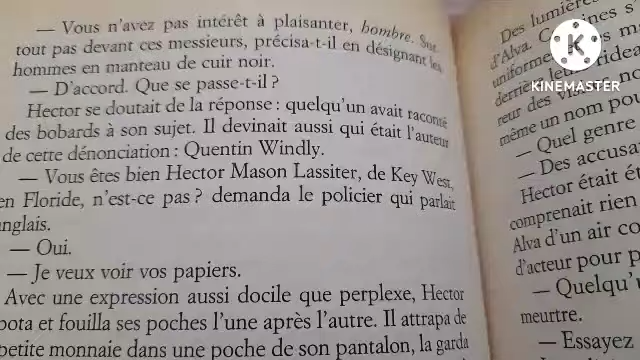 — Vous n'avez pas intérêt à plaisanter, hombre. Sur
tout pas devant ces messieurs, précisa-t-il en désignant les
hommes en manteau de cuir noir.
— D'accord. Que se passe-t-il ?
Hector se doutait de la réponse : quelqu'un avait raconté
des bobards à son sujet. Il devinait aussi qui était l'auteur
de cette dénonciation : Quentin Windly.
— Vous êtes bien Hector Mason Lassiter, de Key West,
en Floride, n'est-ce pas ? demanda le policier qui parlait
anglais.
— Oui.
— Je veux voir vos papiers.
Avec une expression aussi docile que perplexe, Hector
pota et fouilla ses poches l'une après l'autre. Il attrapa de
petite monnaie dans une poche de son pantalon, la garda
Des lumières
d'Alva.
uniforme
derrière
reur des
même un nom pou
— Quel genre
— Des accusa
Hector était ét
comprenait rien
Alva d'un air co
d'acteur pour p
— Quelqu'u
meurtre.
— Essayez
KINEMASTER